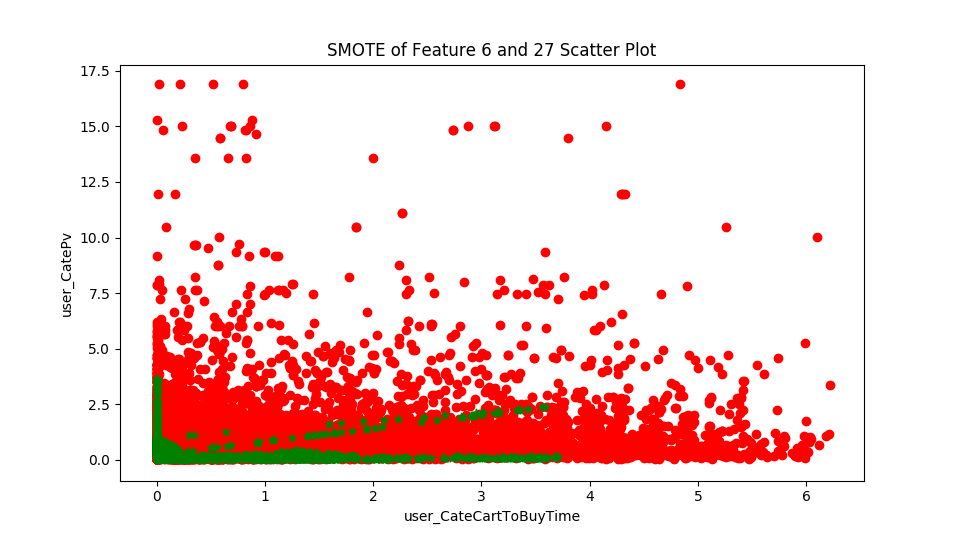 SMOTE of Feature 6 and 27 Scatter Plot
17.5
15.0
12.5
10.0
7.5
5.0
2.5
0.0
user_CatePv
0 1 2 3 4 5 6
user_CateCartToBuyTime